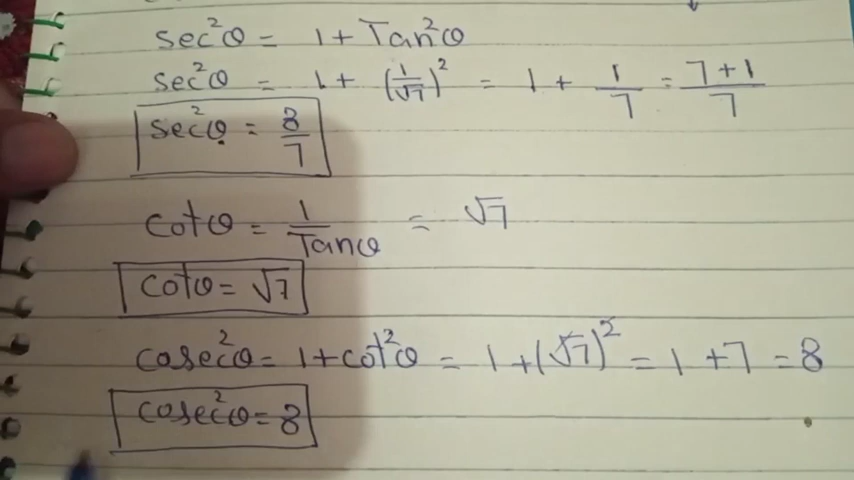 sec²θ = 1 + Tan²θ
sec²θ = 1 + (1/√7)² = 1 + 1/7 = 7+1/7
sec²θ = 8/7
cotθ = 1/Tanθ = √7
cotθ = √7
cosec²θ = 1+cot²θ = 1+(√7)² = 1+7 = 8
cosec²θ = 8